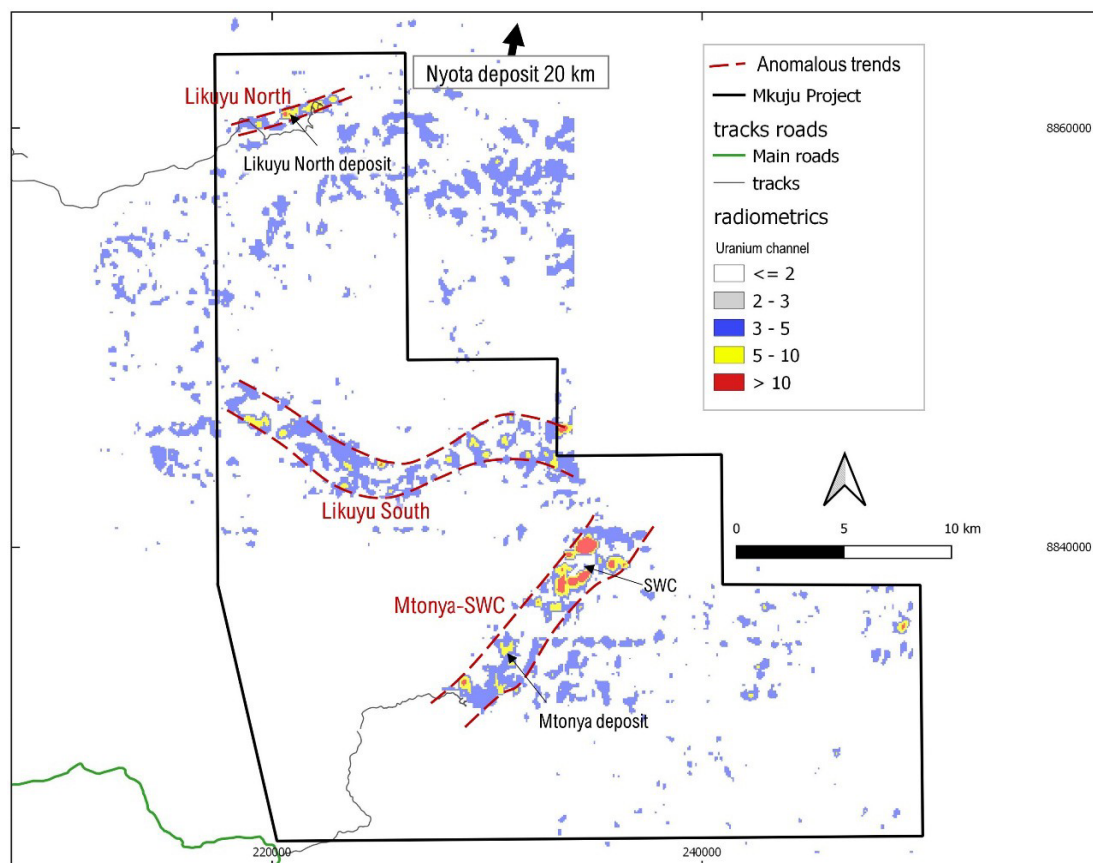 Nyota deposit 20 km
Likuyu North
Likuyu North deposit
Anomalous trends
Mkuju Project
tracks roads
Main roads
tracks
radiometrics
Uranium channel
<= 2
2 - 3
3 - 5
5 - 10
> 10
8860000
Likuyu South
0 5 10 km
8840000
SWC
Mtonya-SWC
Mtonya deposit
220000
240000